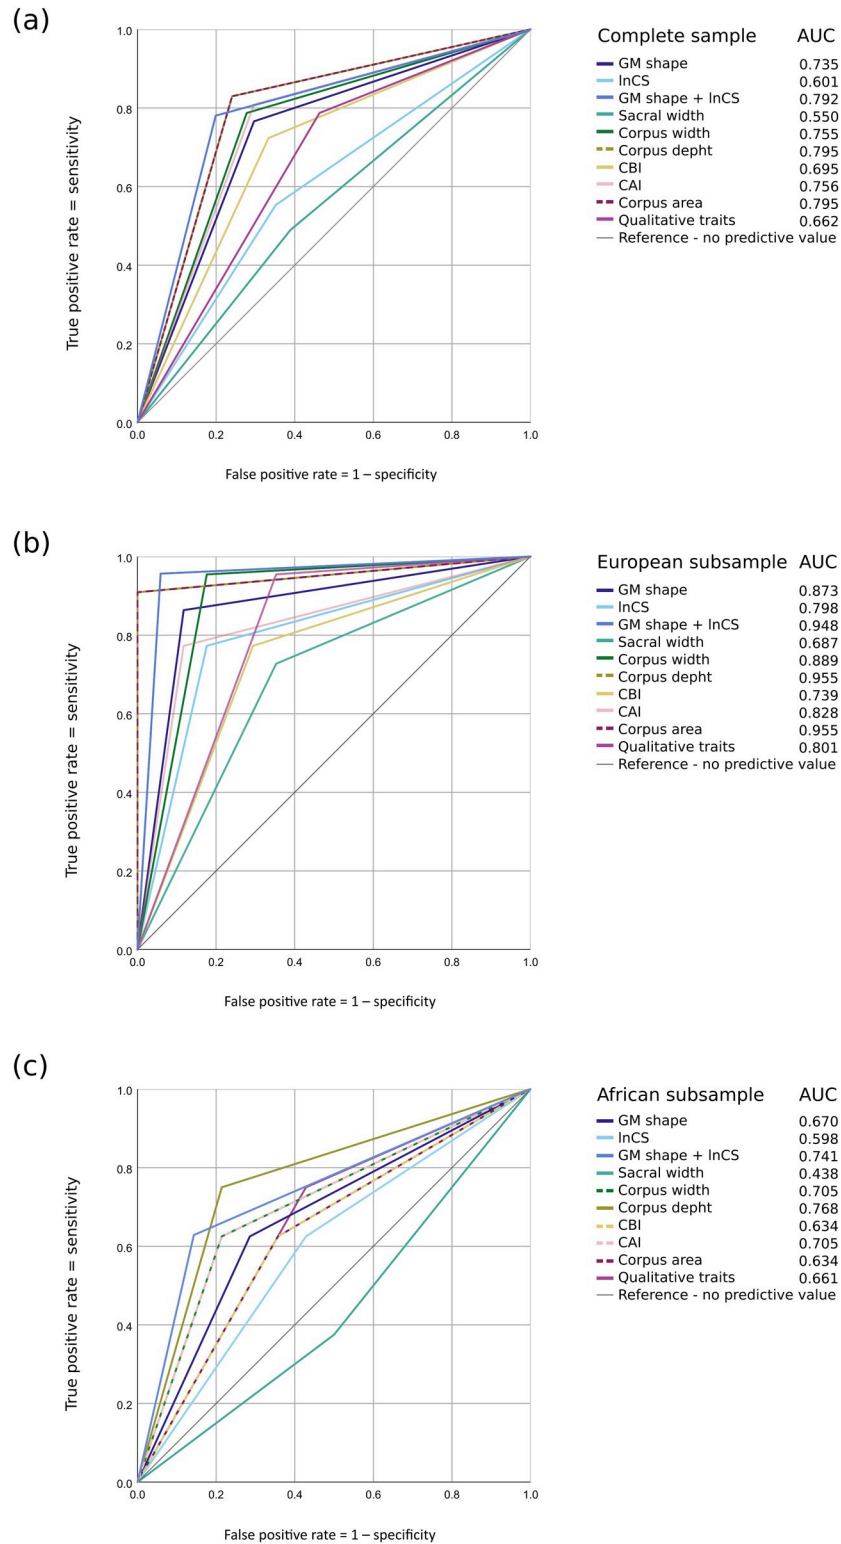 (a)
Complete sample AUC
GM shape 0.735
lnCS 0.601
GM shape + lnCS 0.792
Sacral width 0.550
Corpus width 0.755
Corpus depht 0.795
CBI 0.695
CAI 0.756
Corpus area 0.795
Qualitative traits 0.662
Reference - no predictive value
True positive rate = sensitivity
1.0
0.8
0.6
0.4
0.2
0.0
0.0 0.2 0.4 0.6 0.8 1.0
False positive rate = 1 – specificity
(b)
European subsample AUC
GM shape 0.873
lnCS 0.798
GM shape + lnCS 0.948
Sacral width 0.687
Corpus width 0.889
Corpus depht 0.955
CBI 0.739
CAI 0.828
Corpus area 0.955
Qualitative traits 0.801
Reference - no predictive value
True positive rate = sensitivity
1.0
0.8
0.6
0.4
0.2
0.0
0.0 0.2 0.4 0.6 0.8 1.0
False positive rate = 1 – specificity
(c)
African subsample AUC
GM shape 0.670
lnCS 0.598
GM shape + lnCS 0.741
Sacral width 0.438
Corpus width 0.705
Corpus depht 0.768
CBI 0.634
CAI 0.705
Corpus area 0.634
Qualitative traits 0.661
Reference - no predictive value
True positive rate = sensitivity
1.0
0.8
0.6
0.4
0.2
0.0
0.0 0.2 0.4 0.6 0.8 1.0
False positive rate = 1 – specificity